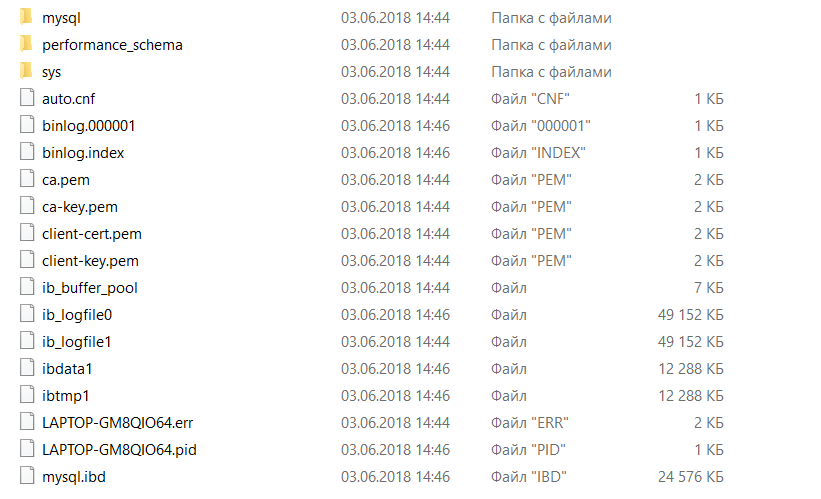 mysql 03.06.2018 14:44 Папка с файлами
performance_schema 03.06.2018 14:44 Папка с файлами
sys 03.06.2018 14:44 Папка с файлами
auto.cnf 03.06.2018 14:44 Файл "CNF" 1 КБ
binlog.000001 03.06.2018 14:46 Файл "000001" 1 КБ
binlog.index 03.06.2018 14:46 Файл "INDEX" 1 КБ
ca.pem 03.06.2018 14:44 Файл "PEM" 2 КБ
ca-key.pem 03.06.2018 14:44 Файл "PEM" 2 КБ
client-cert.pem 03.06.2018 14:44 Файл "PEM" 2 КБ
client-key.pem 03.06.2018 14:44 Файл "PEM" 2 КБ
ib_buffer_pool 03.06.2018 14:44 Файл 7 КБ
ib_logfile0 03.06.2018 14:46 Файл 49 152 КБ
ib_logfile1 03.06.2018 14:44 Файл 49 152 КБ
ibdata1 03.06.2018 14:46 Файл 12 288 КБ
ibtmp1 03.06.2018 14:46 Файл 12 288 КБ
LAPTOP-GM8QIO64.err 03.06.2018 14:46 Файл "ERR" 2 КБ
LAPTOP-GM8QIO64.pid 03.06.2018 14:46 Файл "PID" 1 КБ
mysql.ibd 03.06.2018 14:46 Файл "IBD" 24 576 КБ